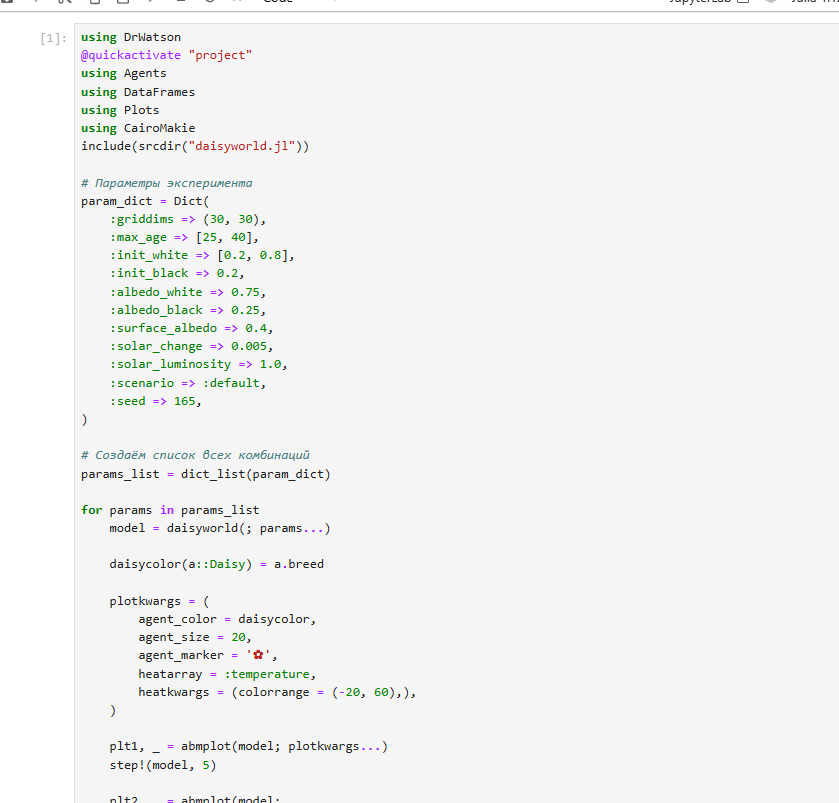 Code
JupyterLab
[1]:
using DrWatson
@quickactivate "project"
using Agents
using DataFrames
using Plots
using CairoMakie
include(srcdir("daisyworld.jl"))
# Параметры эксперимента
param_dict = Dict(
    :griddims => (30, 30),
    :max_age => [25, 40],
    :init_white => [0.2, 0.8],
    :init_black => 0.2,
    :albedo_white => 0.75,
    :albedo_black => 0.25,
    :surface_albedo => 0.4,
    :solar_change => 0.005,
    :solar_luminosity => 1.0,
    :scenario => :default,
    :seed => 165,
)
# Создаём список всех комбинаций
params_list = dict_list(param_dict)
for params in params_list
    model = daisyworld(; params...)
    daisycolor(a::Daisy) = a.breed
    plotkwargs = (
        agent_color = daisycolor,
        agent_size = 20,
        agent_marker = '✿',
        heatarray = :temperature,
        heatkwargs = (colorrange = (-20, 60),),
    )
    plt1, _ = abmplot(model; plotkwargs...)
    step!(model, 5)
    plt2, _ = abmplot(model;